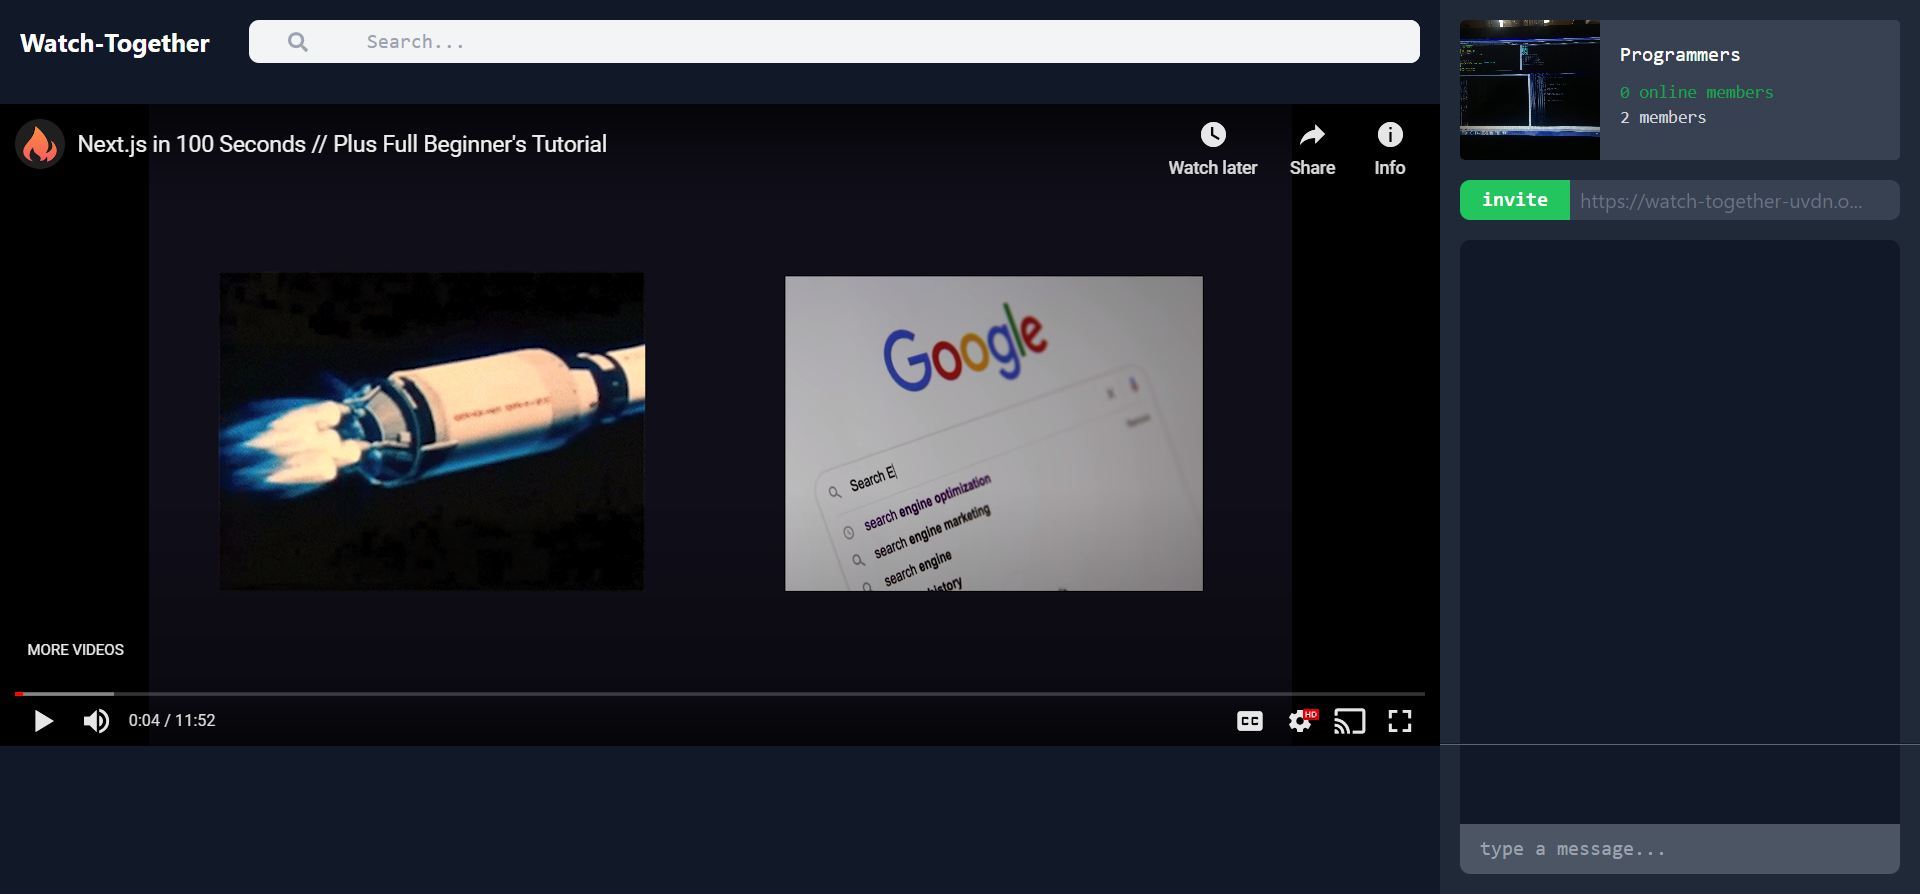 Watch-Together
Search...
Next.js in 100 Seconds // Plus Full Beginner's Tutorial
Watch later
Share
Info
Google
Search E
search engine optimization
search engine marketing
search engine
history
MORE VIDEOS
0:04 / 11:52
CC
HD
Programmers
0 online members
2 members
invite
https://watch-together-uvdn.o...
type a message...